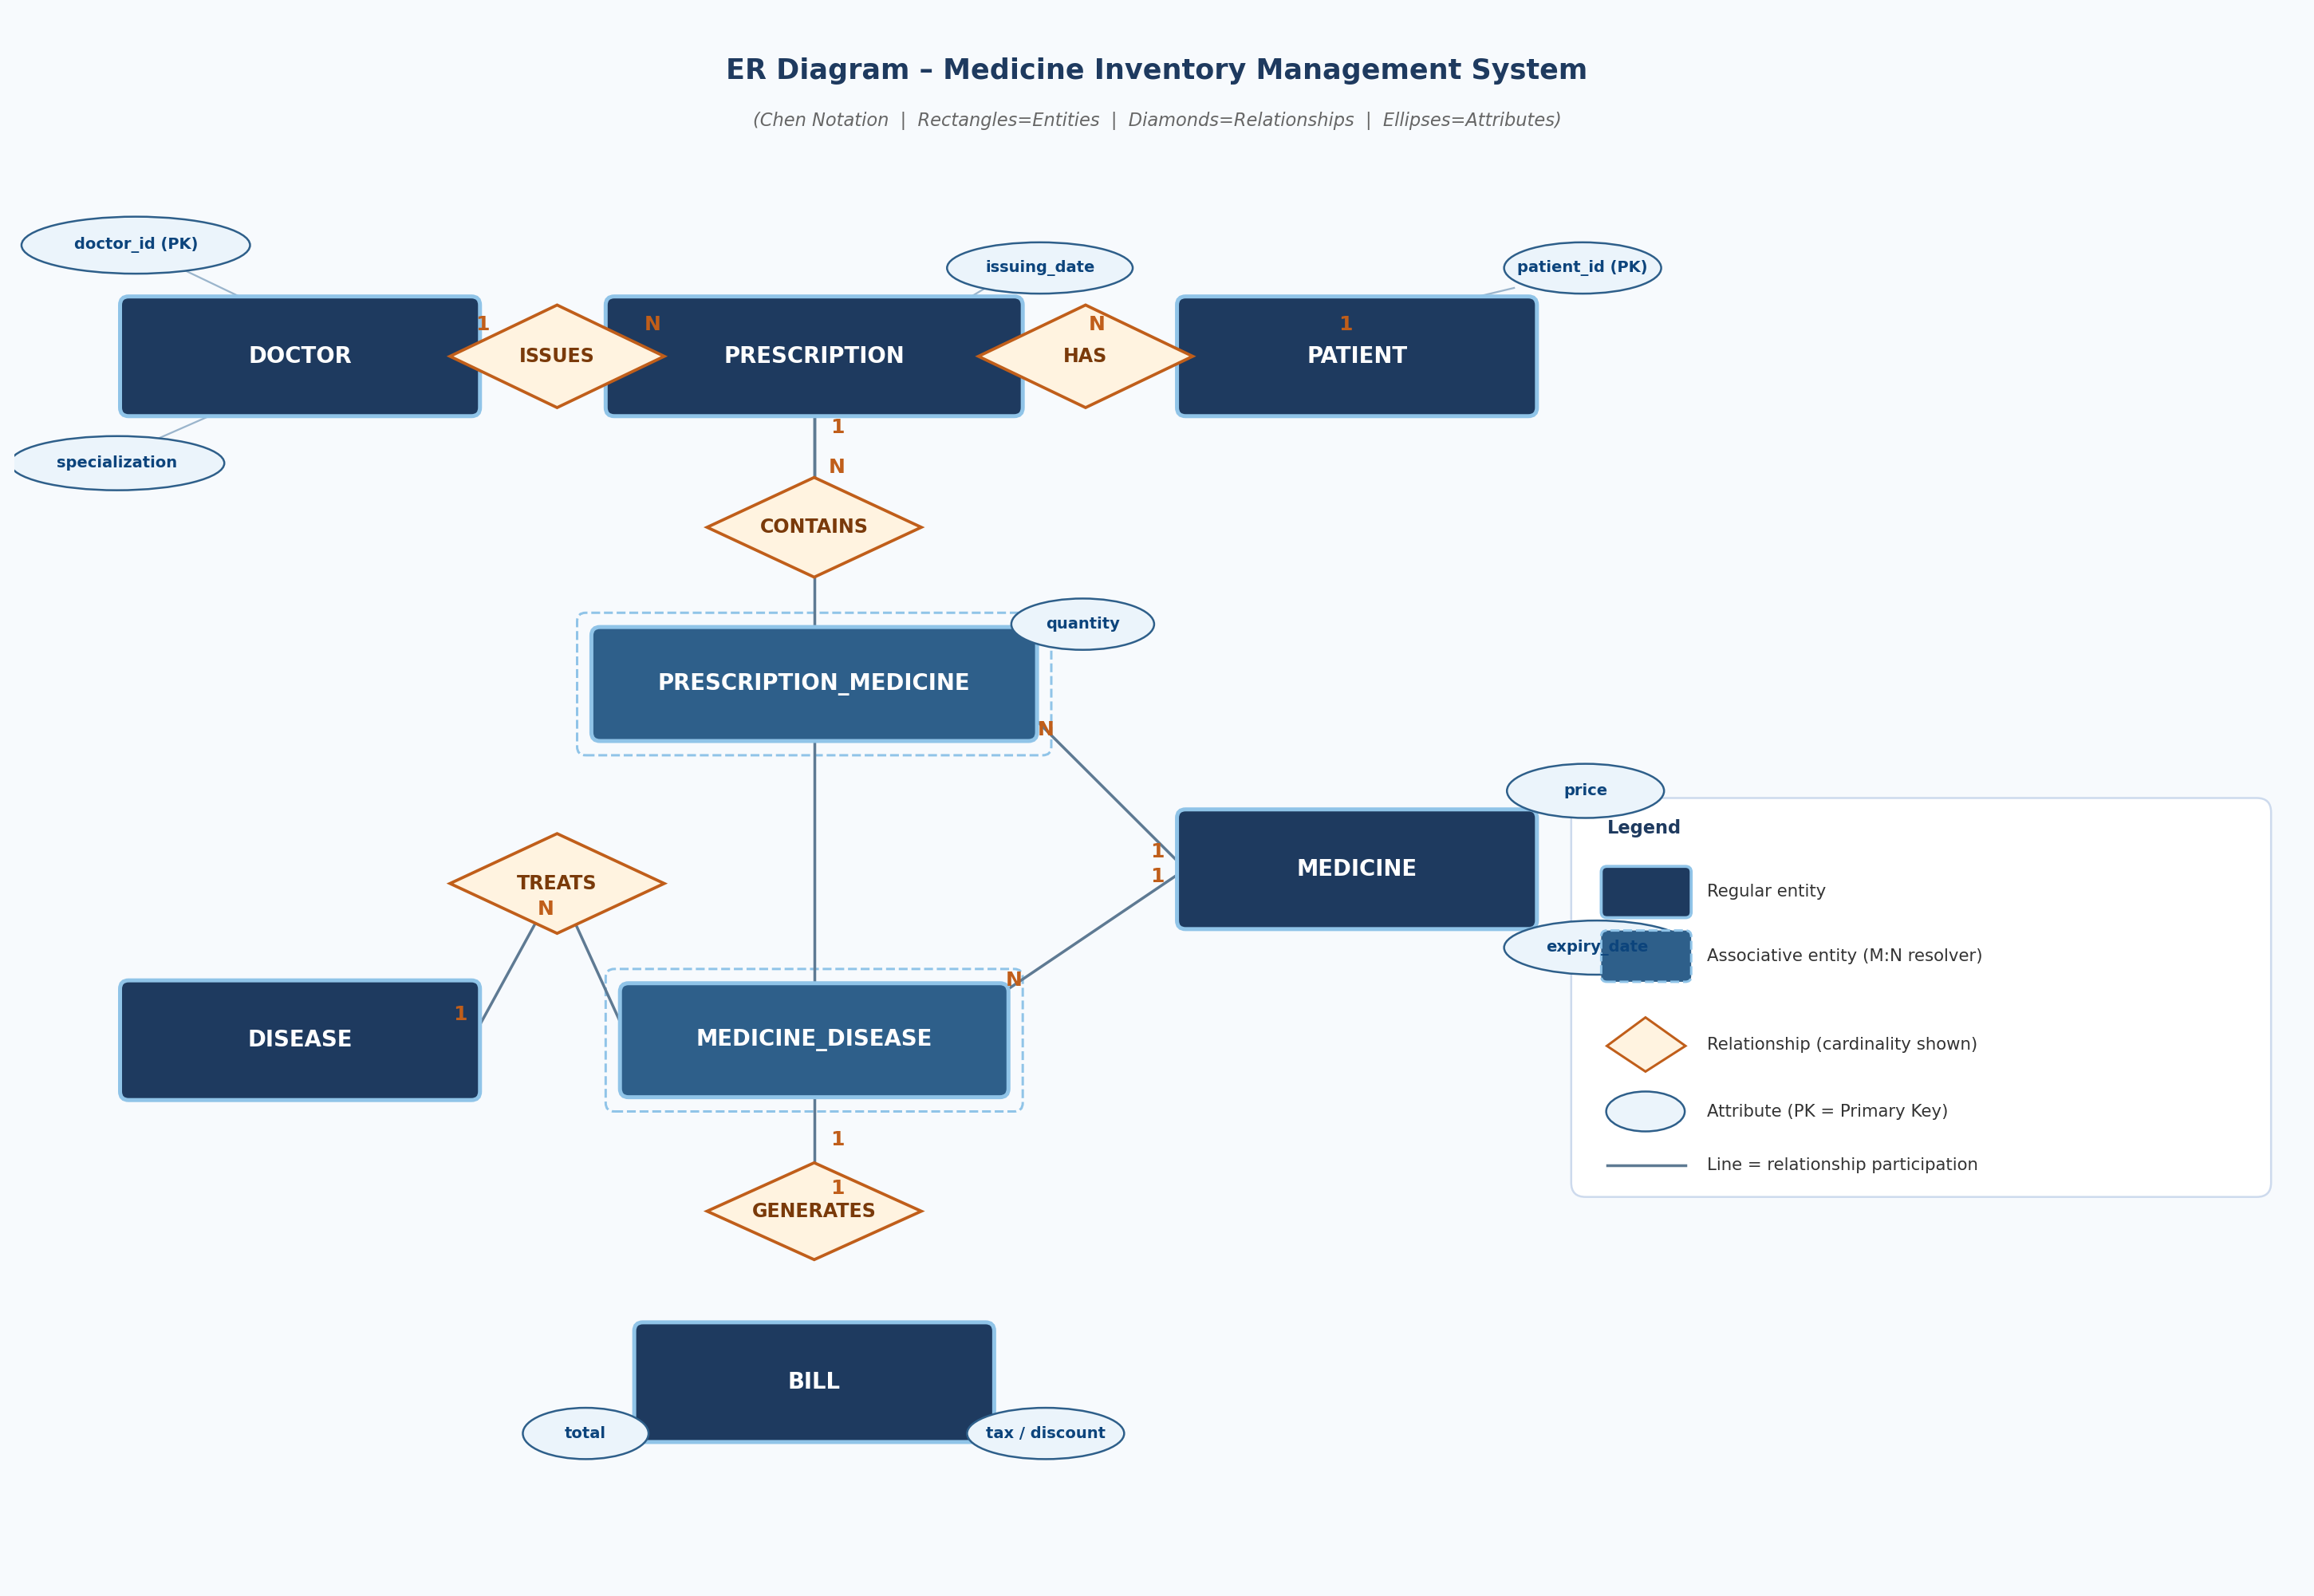 ER Diagram – Medicine Inventory Management System
(Chen Notation | Rectangles=Entities | Diamonds=Relationships | Ellipses=Attributes)
doctor_id (PK)
issuing_date
patient_id (PK)
1
N
N
1
DOCTOR
ISSUES
PRESCRIPTION
HAS
PATIENT
1
specialization
N
CONTAINS
quantity
PRESCRIPTION_MEDICINE
N
price
Legend
1
MEDICINE
1
TREATS
Regular entity
N
expiry_date
Associative entity (M:N resolver)
N
1
DISEASE
MEDICINE_DISEASE
Relationship (cardinality shown)
Attribute (PK = Primary Key)
1
Line = relationship participation
1
GENERATES
BILL
total
tax / discount